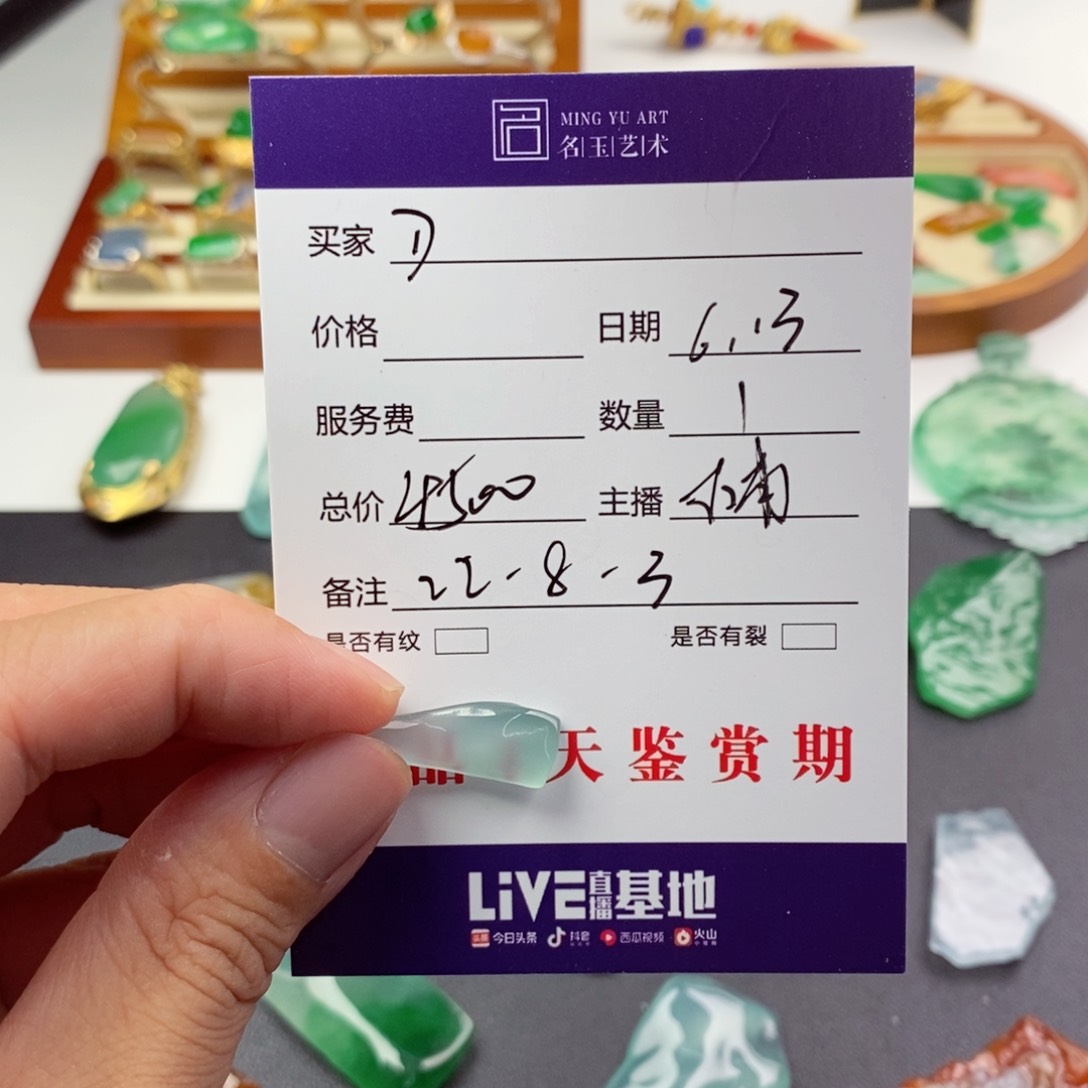 MING YU ART
名玉艺术
买家
价格 日期 6.13
服务费 数量 1
总价 4500 主播
备注 22-8-3
是否有纹 是否有裂
天鉴赏期
LiVE直播基地
头条 今日头条 抖音 西瓜视频 火山